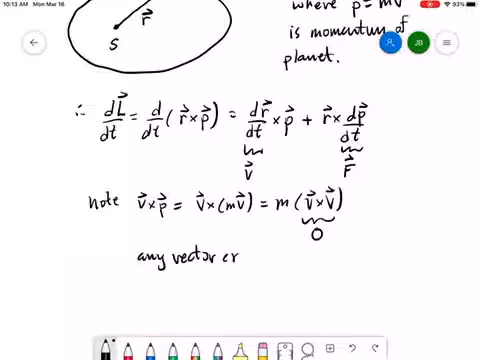 10:13 AM Mon Mar 16
93%
where p⃗ = mv⃗
is momentum of
planet.
r⃗
S
JB
∴ dL⃗/dt = d/dt (r⃗ × p⃗) = dr⃗/dt × p⃗ + r⃗ × dp⃗/dt
v⃗ F⃗
note v⃗ × p⃗ = v⃗ × (mv⃗) = m (v⃗ × v⃗)
0
any vector cr